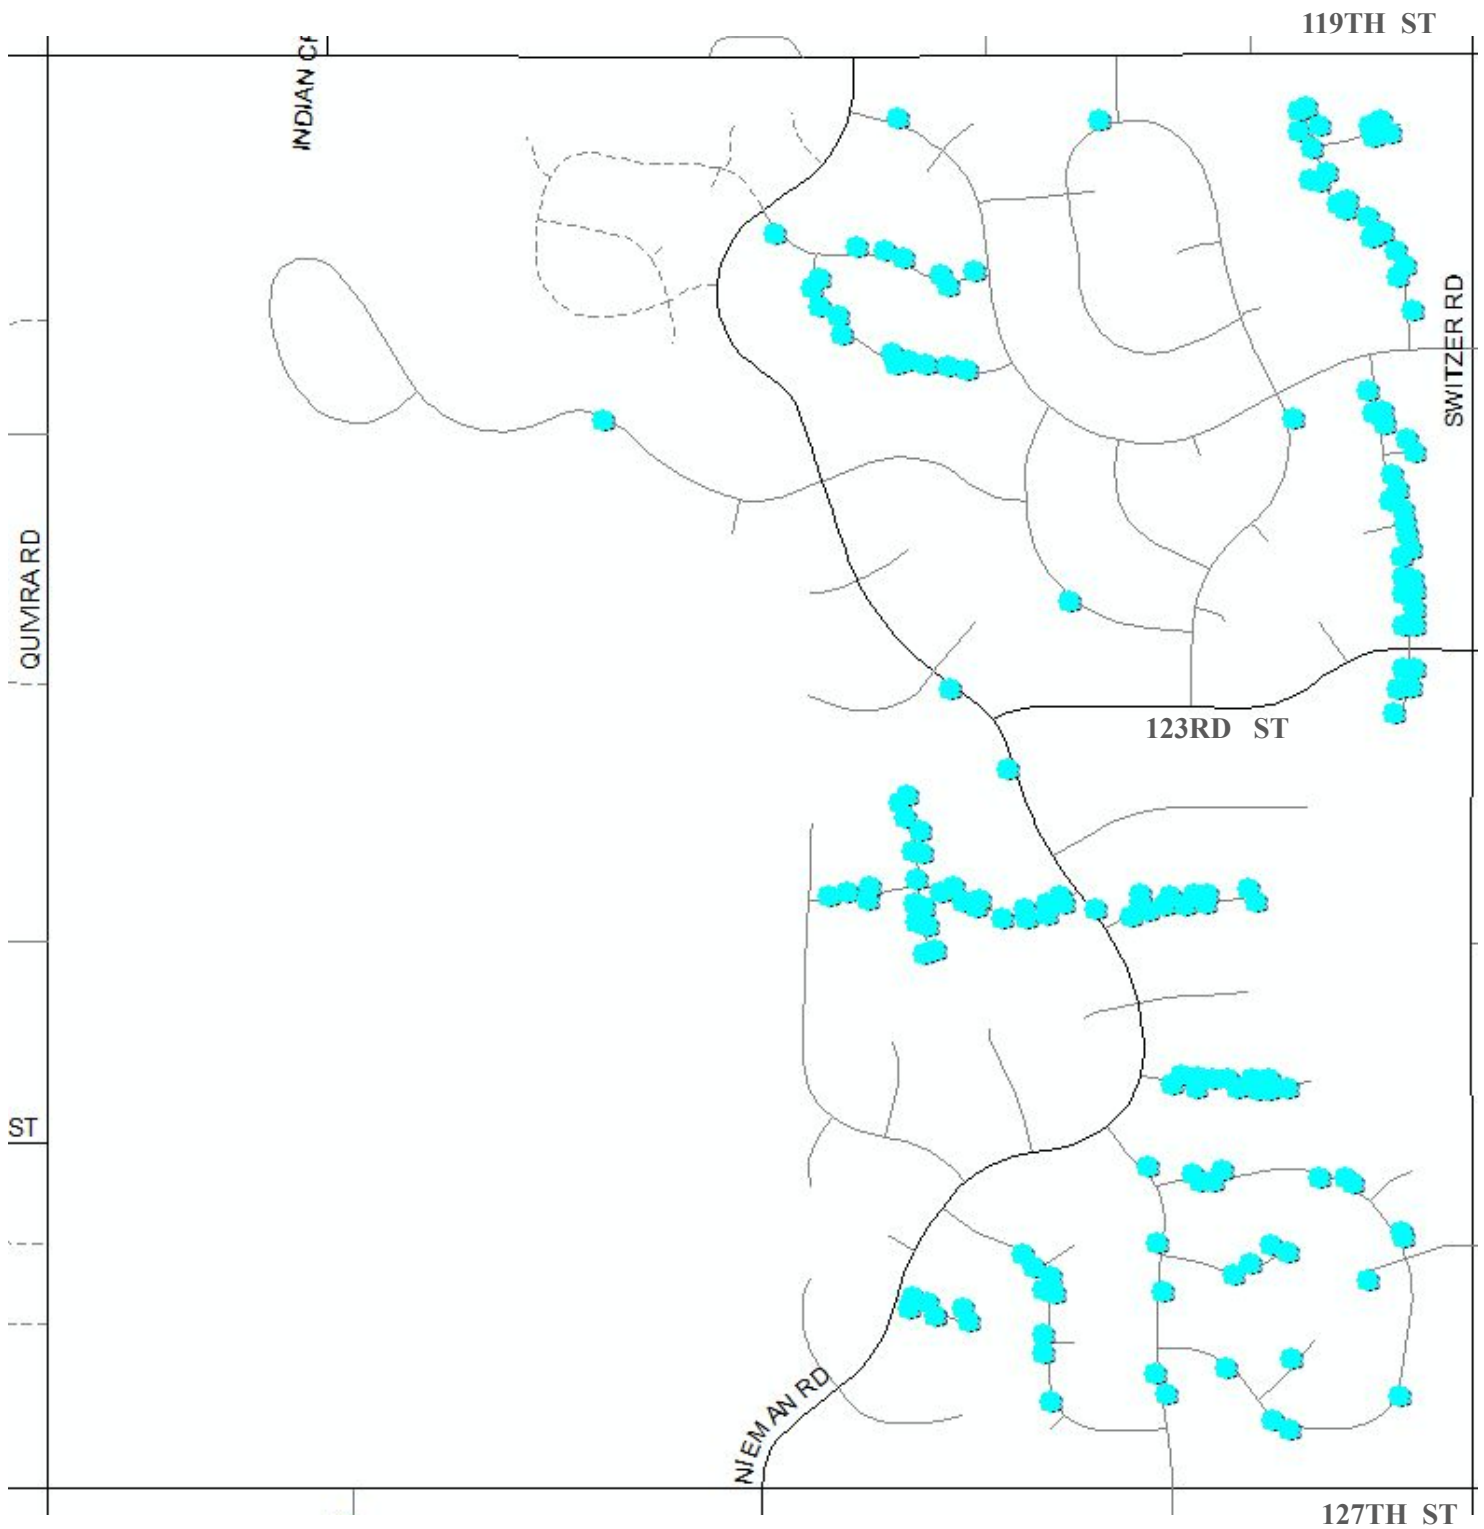 119TH ST
INDIAN
SWITZER RD
QUIVIRA RD
123RD ST
ST
NIEMAN RD
127TH ST